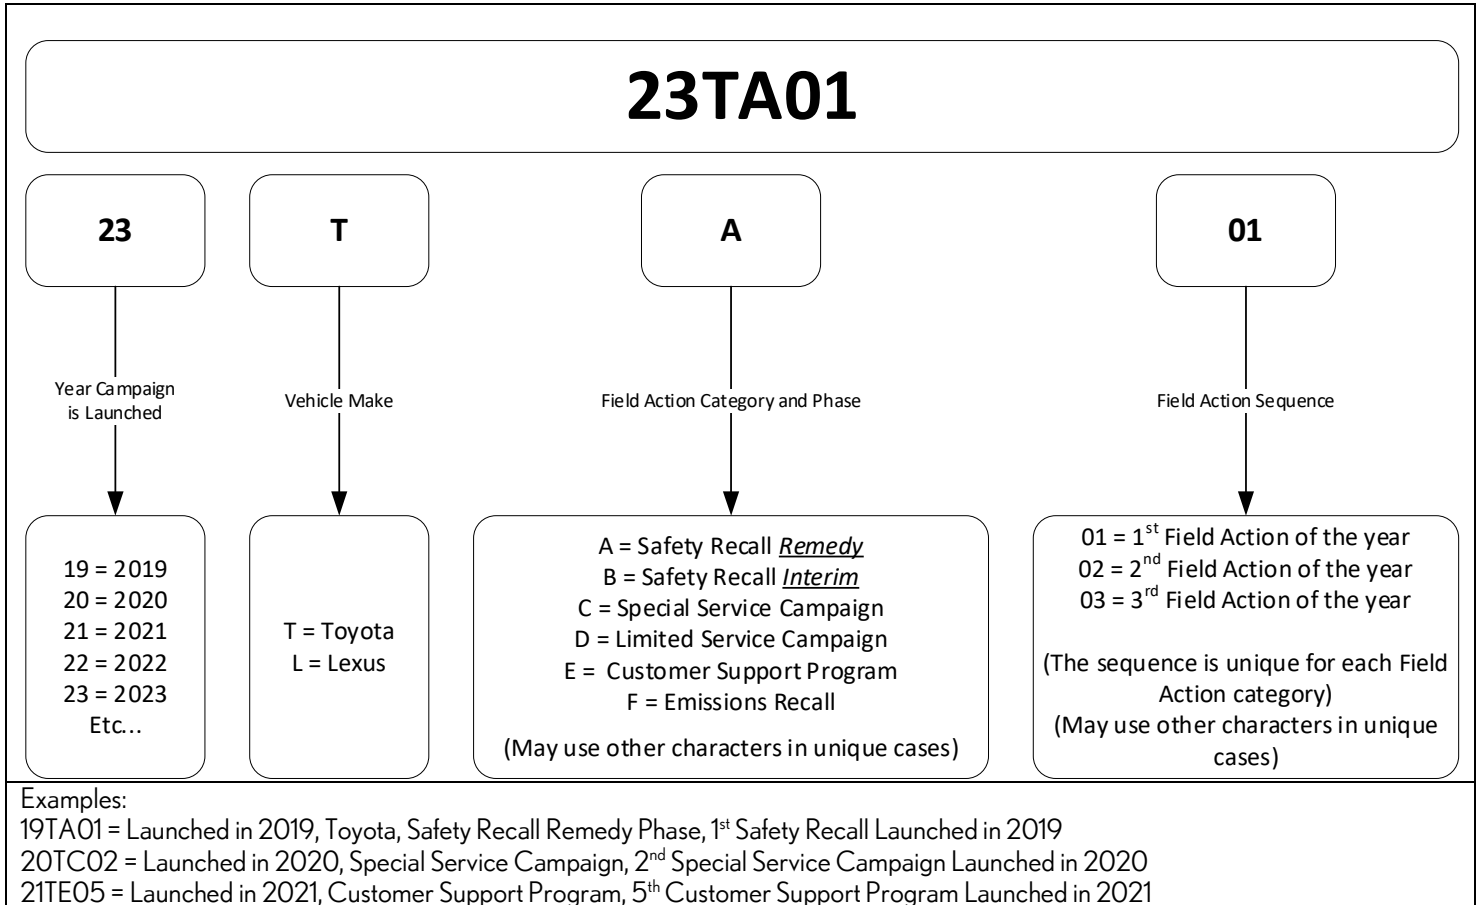 23TA01
23
T
A
01
Year Campaign
is Launched
Vehicle Make
Field Action Category and Phase
Field Action Sequence
19 = 2019
20 = 2020
21 = 2021
22 = 2022
23 = 2023
Etc...
T = Toyota
L = Lexus
A = Safety Recall Remedy
B = Safety Recall Interim
C = Special Service Campaign
D = Limited Service Campaign
E = Customer Support Program
F = Emissions Recall
(May use other characters in unique cases)
01 = 1st Field Action of the year
02 = 2nd Field Action of the year
03 = 3rd Field Action of the year
(The sequence is unique for each Field
Action category)
(May use other characters in unique
cases)
Examples:
19TA01 = Launched in 2019, Toyota, Safety Recall Remedy Phase, 1st Safety Recall Launched in 2019
20TC02 = Launched in 2020, Special Service Campaign, 2nd Special Service Campaign Launched in 2020
21TE05 = Launched in 2021, Customer Support Program, 5th Customer Support Program Launched in 2021